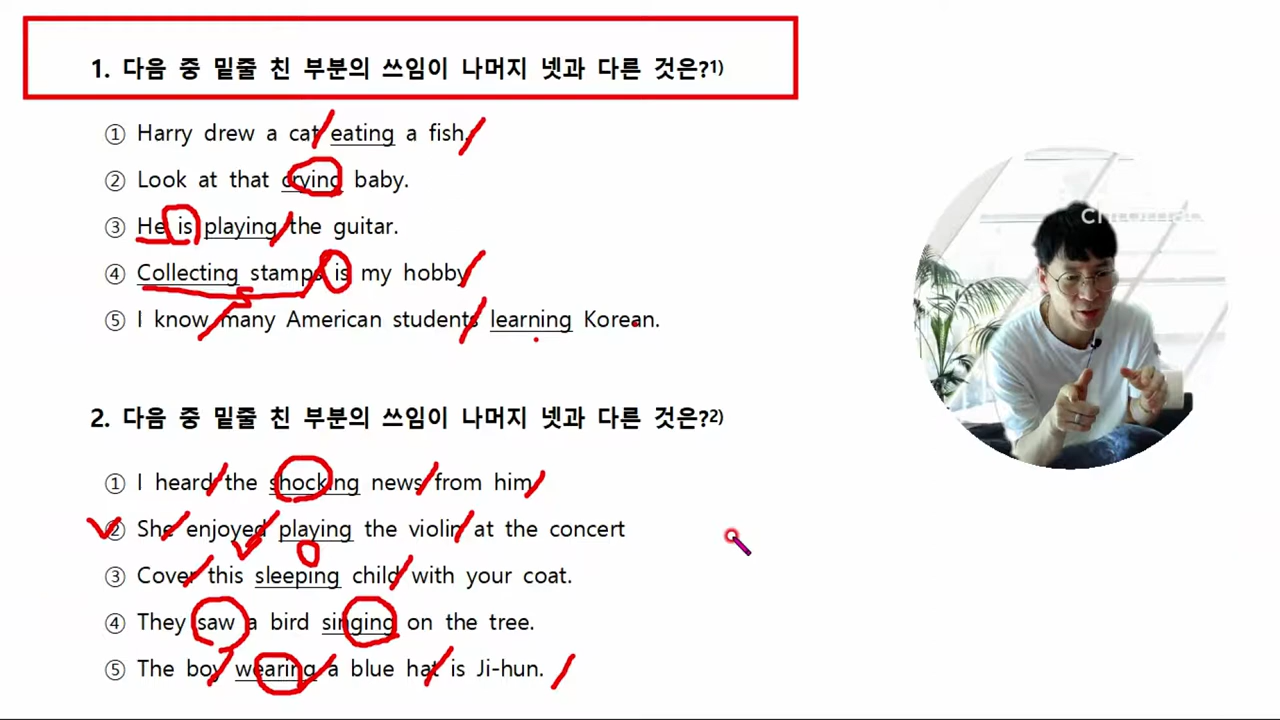 1. 다음 중 밑줄 친 부분의 쓰임이 나머지 넷과 다른 것은?1)
① Harry drew a cat eating a fish.
② Look at that crying baby.
③ He is playing the guitar.
④ Collecting stamps is my hobby
⑤ I know many American students learning Korean.
2. 다음 중 밑줄 친 부분의 쓰임이 나머지 넷과 다른 것은?2)
① I heard the shocking news from him.
② She enjoyed playing the violin at the concert
③ Cover this sleeping child with your coat.
④ They saw a bird singing on the tree.
⑤ The boy wearing a blue hat is Ji-hun.